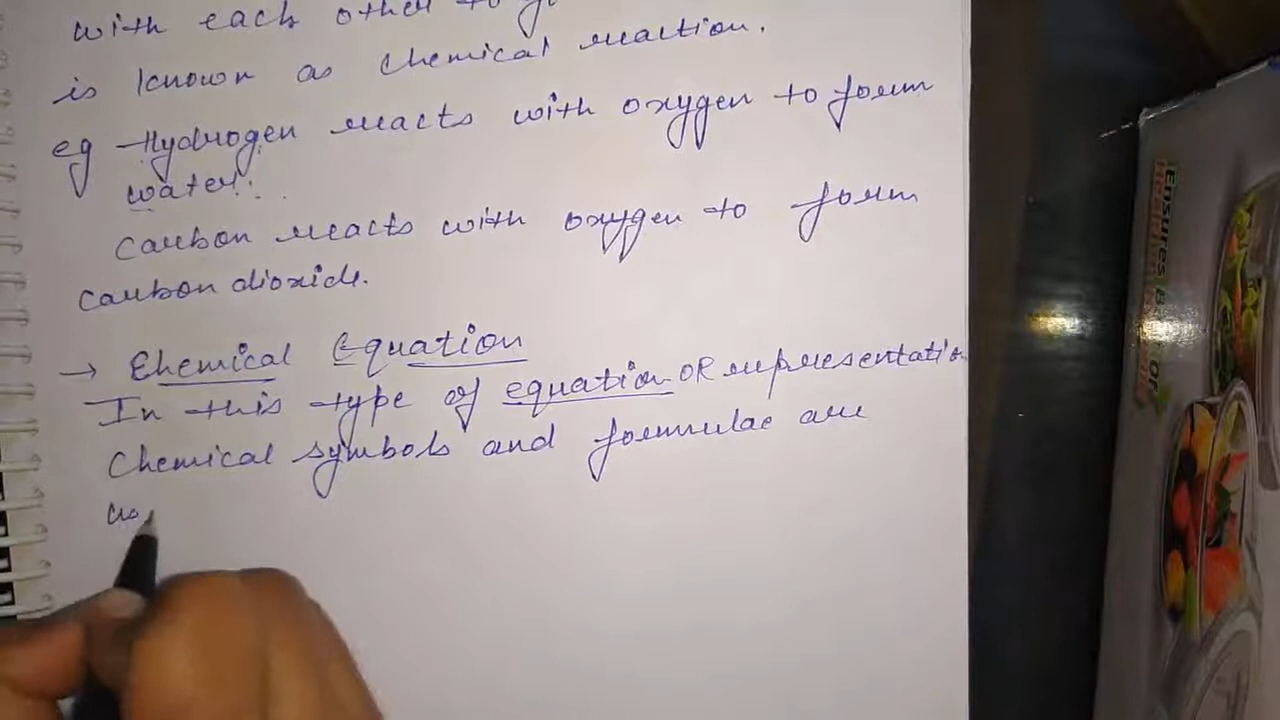 with each other to
is known as chemical reaction.
eg Hydrogen reacts with oxygen to form
water.
carbon reacts with oxygen to form
carbon dioxide.
→ Chemical Equation
In this type of equation OR representation
Chemical symbols and formulae are
Ensures B